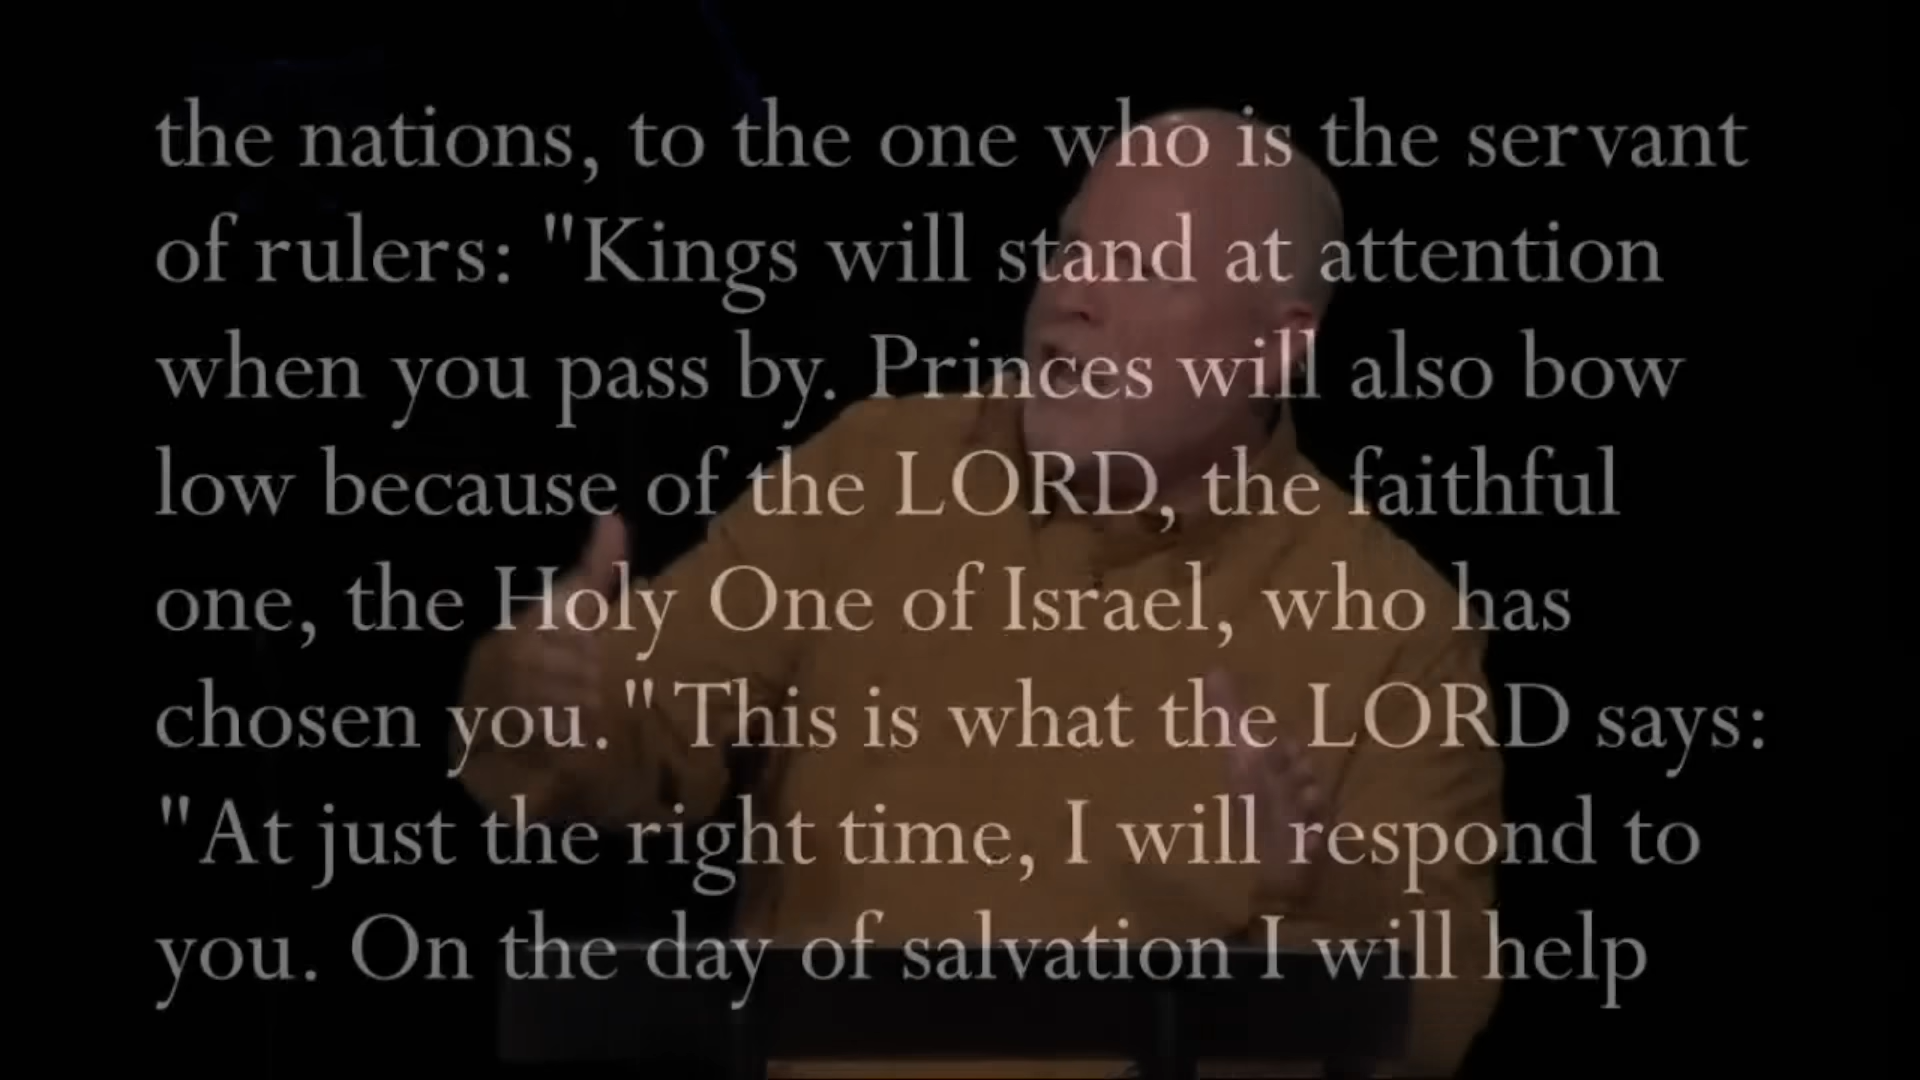 the nations, to the one who is the servant
of rulers: "Kings will stand at attention
when you pass by. Princes will also bow
low because of the LORD, the faithful
one, the Holy One of Israel, who has
chosen you." This is what the LORD says:
"At just the right time, I will respond to
you. On the day of salvation I will help